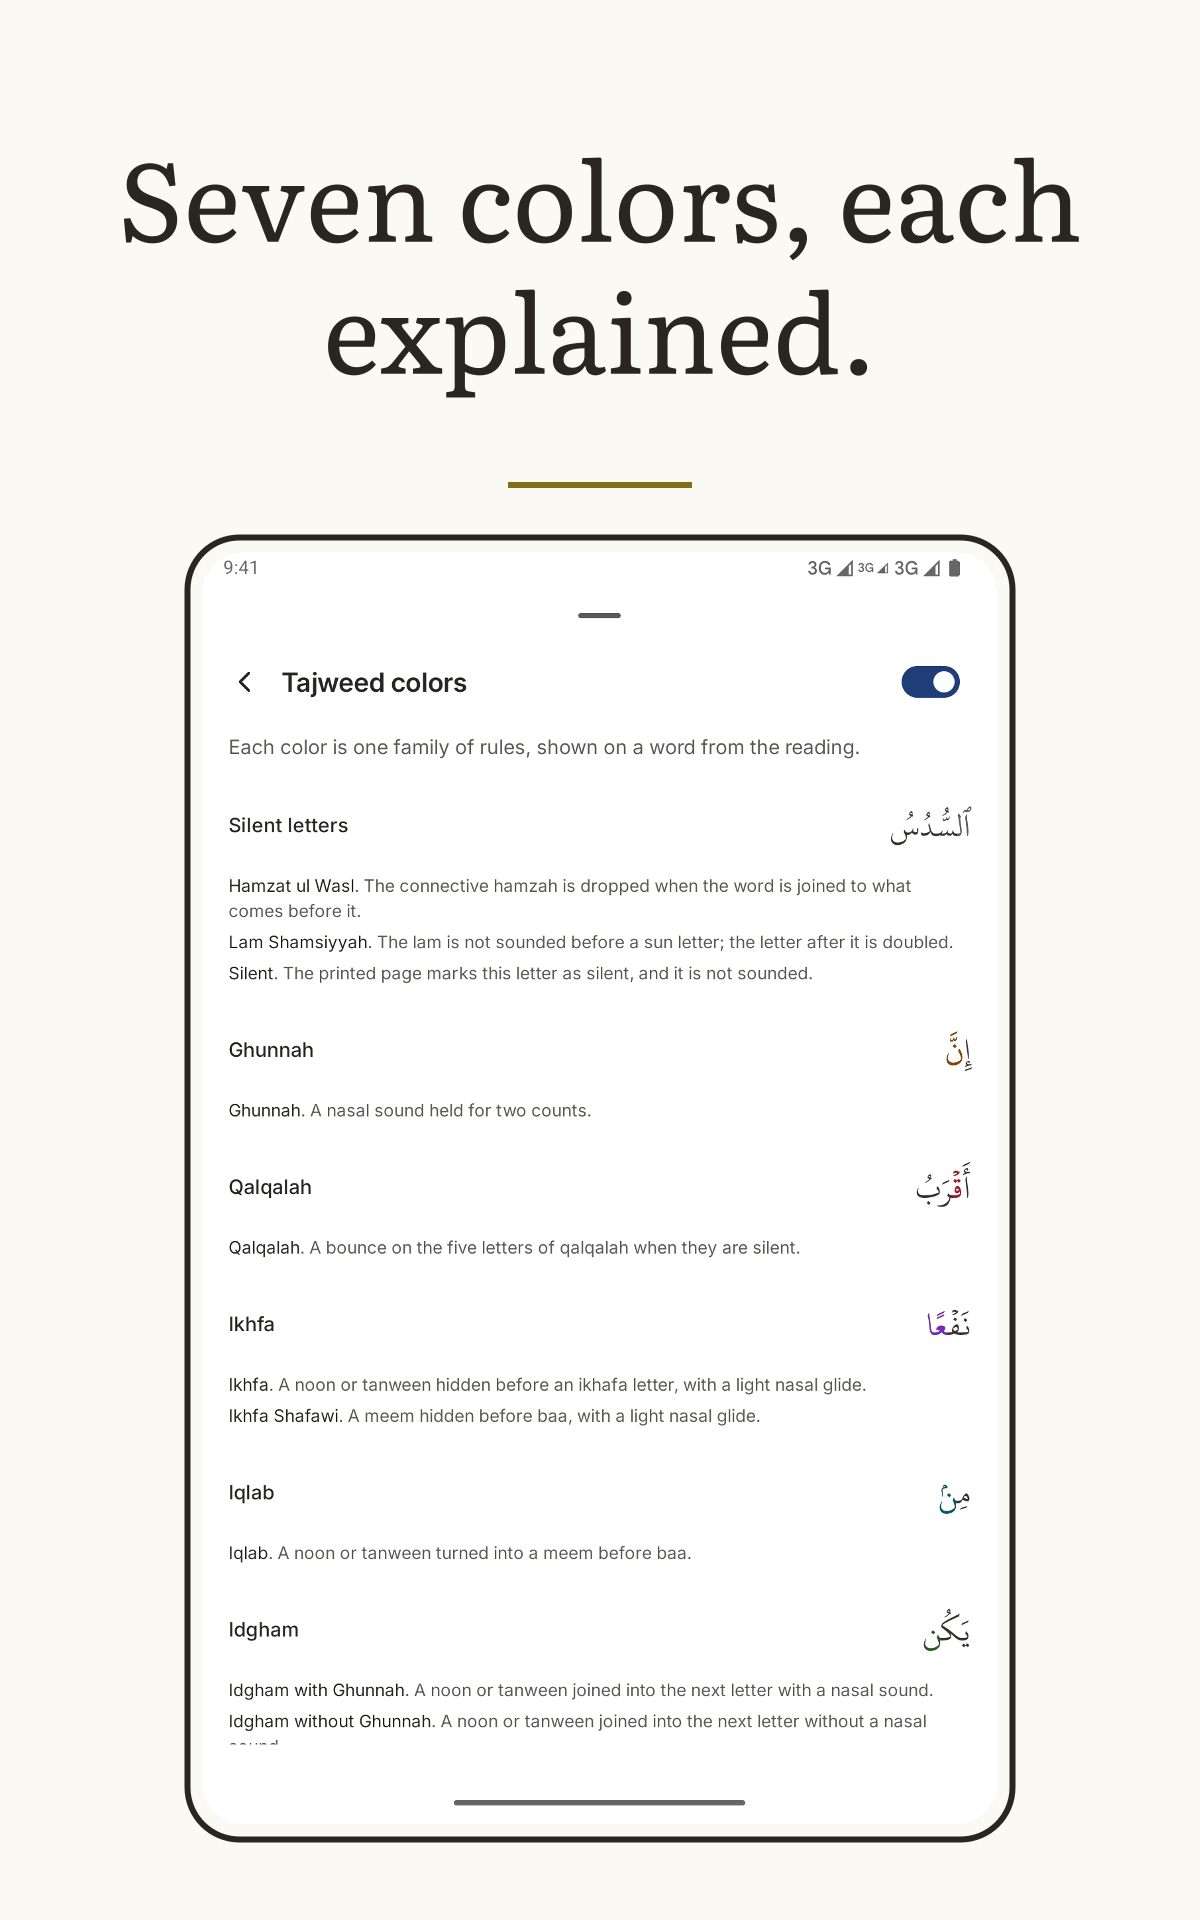 Seven colors, each
explained.
9:41
3G 3G 3G
Tajweed colors
Each color is one family of rules, shown on a word from the reading.
Silent letters ٱلسُّدُسُ
Hamzat ul Wasl. The connective hamzah is dropped when the word is joined to what
comes before it.
Lam Shamsiyyah. The lam is not sounded before a sun letter; the letter after it is doubled.
Silent. The printed page marks this letter as silent, and it is not sounded.
Ghunnah إِنَّ
Ghunnah. A nasal sound held for two counts.
Qalqalah أَقۡرَبُ
Qalqalah. A bounce on the five letters of qalqalah when they are silent.
Ikhfa نَفۡعًا
Ikhfa. A noon or tanween hidden before an ikhafa letter, with a light nasal glide.
Ikhfa Shafawi. A meem hidden before baa, with a light nasal glide.
Iqlab مِنۢ
Iqlab. A noon or tanween turned into a meem before baa.
Idgham يَكُن
Idgham with Ghunnah. A noon or tanween joined into the next letter with a nasal sound.
Idgham without Ghunnah. A noon or tanween joined into the next letter without a nasal